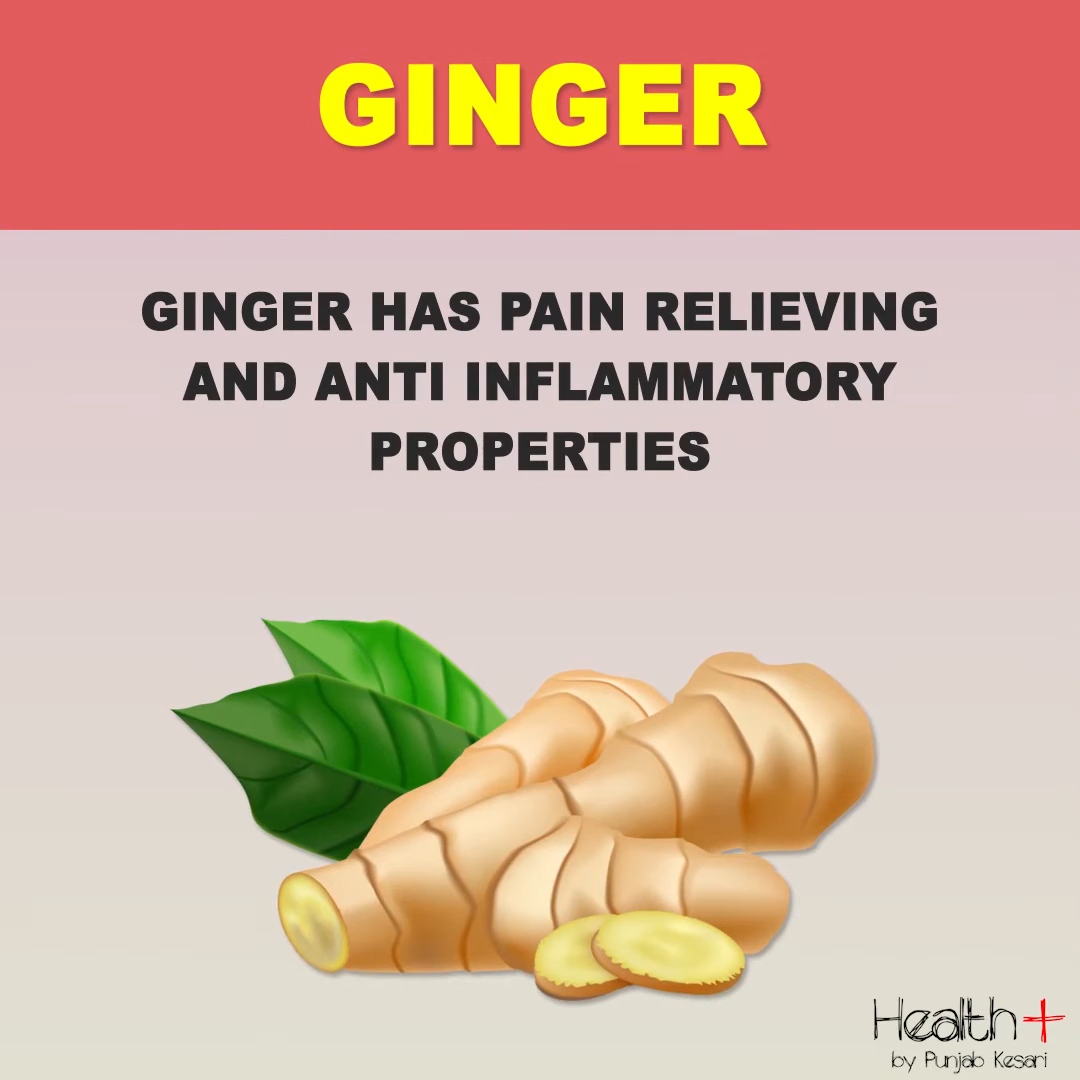 GINGER
GINGER HAS PAIN RELIEVING
AND ANTI INFLAMMATORY
PROPERTIES
Health+
by Punjab Kesari